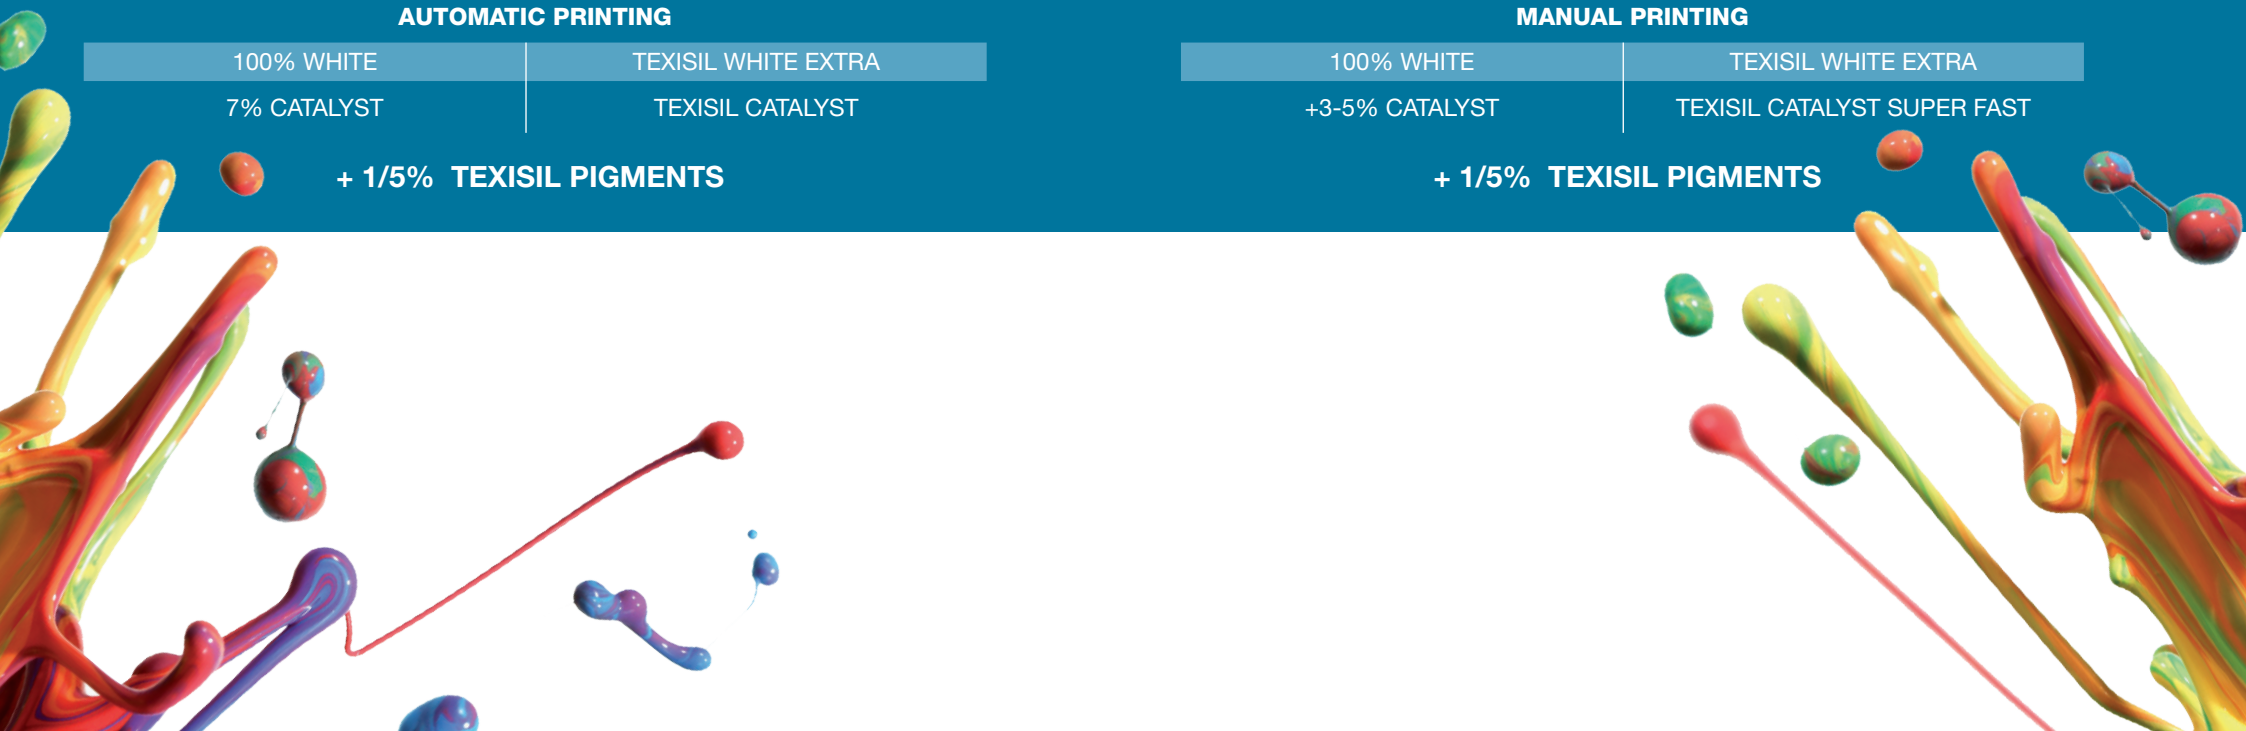 AUTOMATIC PRINTING
100% WHITE TEXISIL WHITE EXTRA
7% CATALYST TEXISIL CATALYST
+ 1/5% TEXISIL PIGMENTS
MANUAL PRINTING
100% WHITE TEXISIL WHITE EXTRA
+3-5% CATALYST TEXISIL CATALYST SUPER FAST
+ 1/5% TEXISIL PIGMENTS